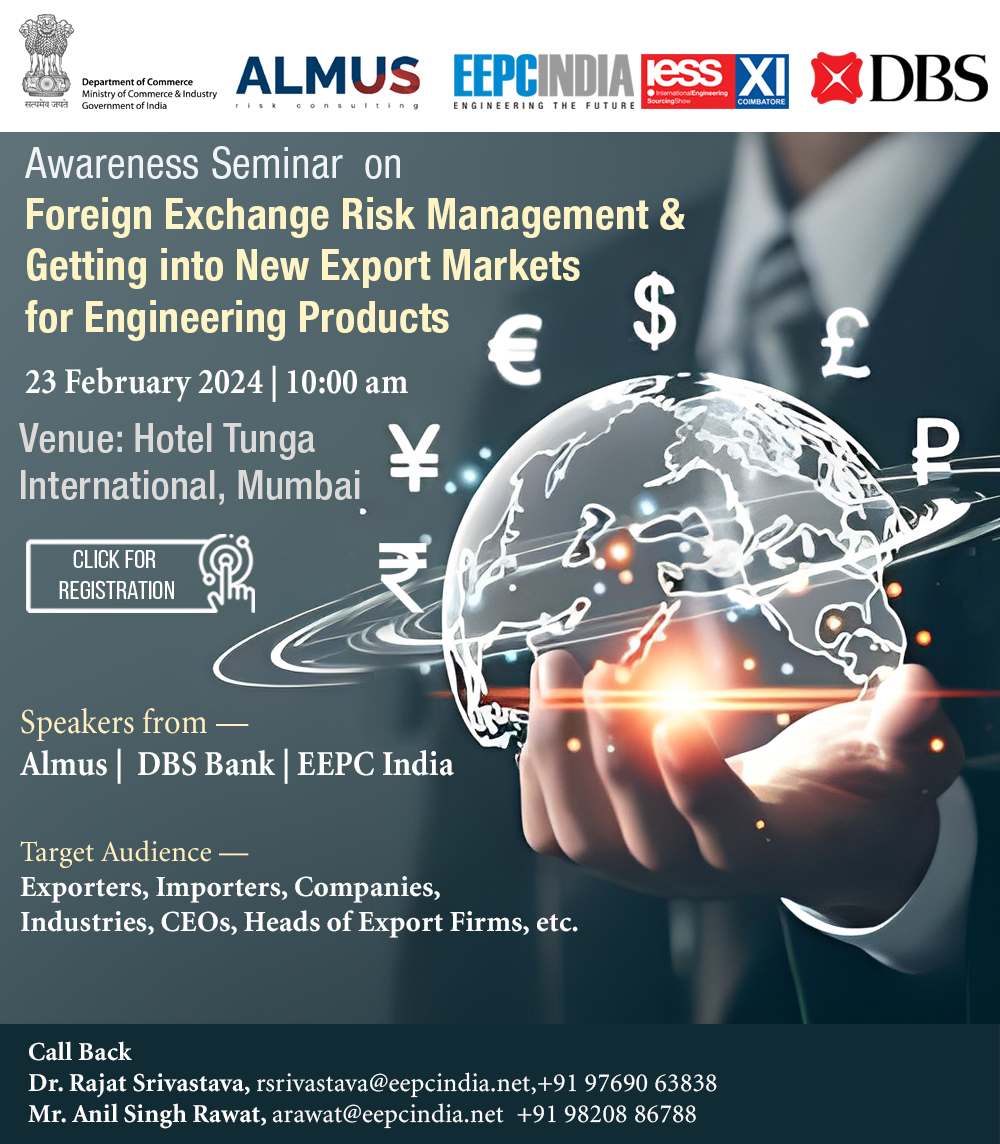 सत्यमेव जयते
Department of Commerce
Ministry of Commerce & Industry
Government of India
ALMUS
risk consulting
EEPCINDIA
ENGINEERING THE FUTURE
iess
InternationalEngineering
SourcingShow
XI
COIMBATORE
DBS
Awareness Seminar on
Foreign Exchange Risk Management &
Getting into New Export Markets
for Engineering Products
23 February 2024 | 10:00 am
Venue: Hotel Tunga
International, Mumbai
CLICK FOR
REGISTRATION
€
$
£
¥
₽
₹
Speakers from —
Almus | DBS Bank | EEPC India
Target Audience —
Exporters, Importers, Companies,
Industries, CEOs, Heads of Export Firms, etc.
Call Back
Dr. Rajat Srivastava, rsrivastava@eepcindia.net,+91 97690 63838
Mr. Anil Singh Rawat, arawat@eepcindia.net +91 98208 86788